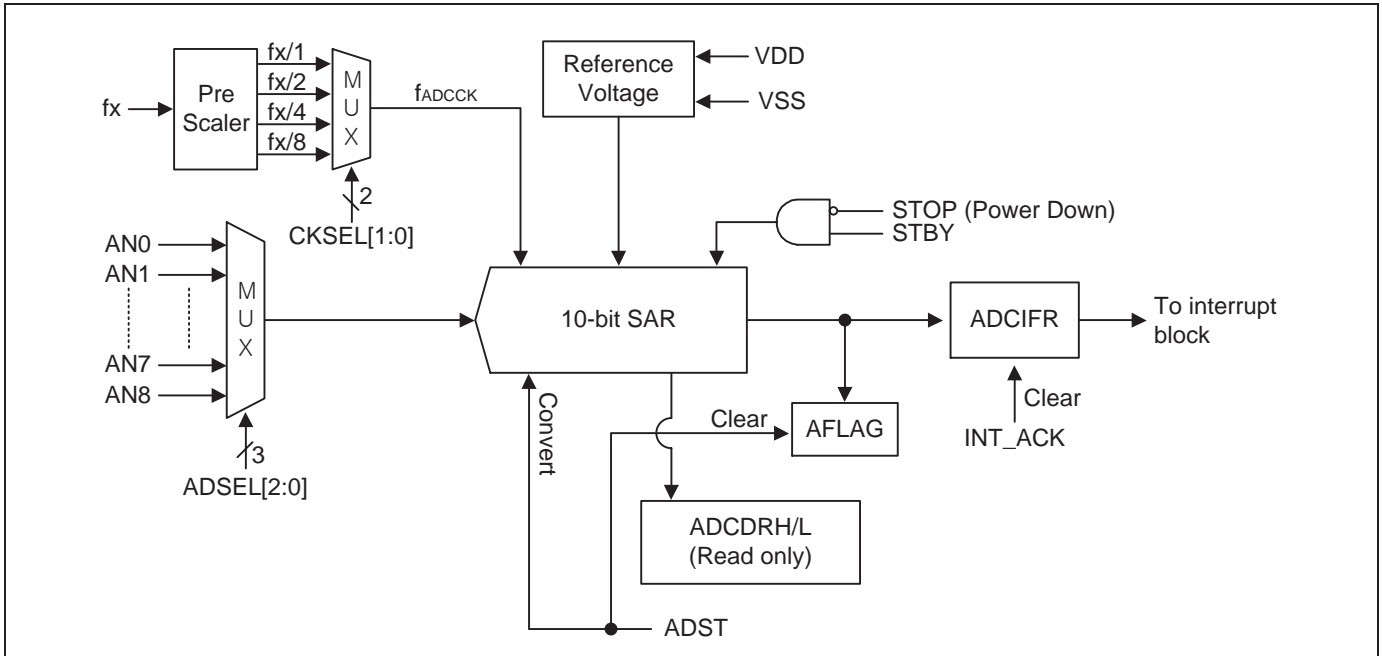 fx
Pre
Scaler
fx/1
fx/2
fx/4
fx/8
M
U
X
fADCCK
2
CKSEL[1:0]
Reference
Voltage
VDD
VSS
STOP (Power Down)
STBY
AN0
AN1
AN7
AN8
M
U
X
3
ADSEL[2:0]
10-bit SAR
ADCIFR
To interrupt
block
Clear
INT_ACK
Convert
Clear
AFLAG
ADCDRH/L
(Read only)
ADST